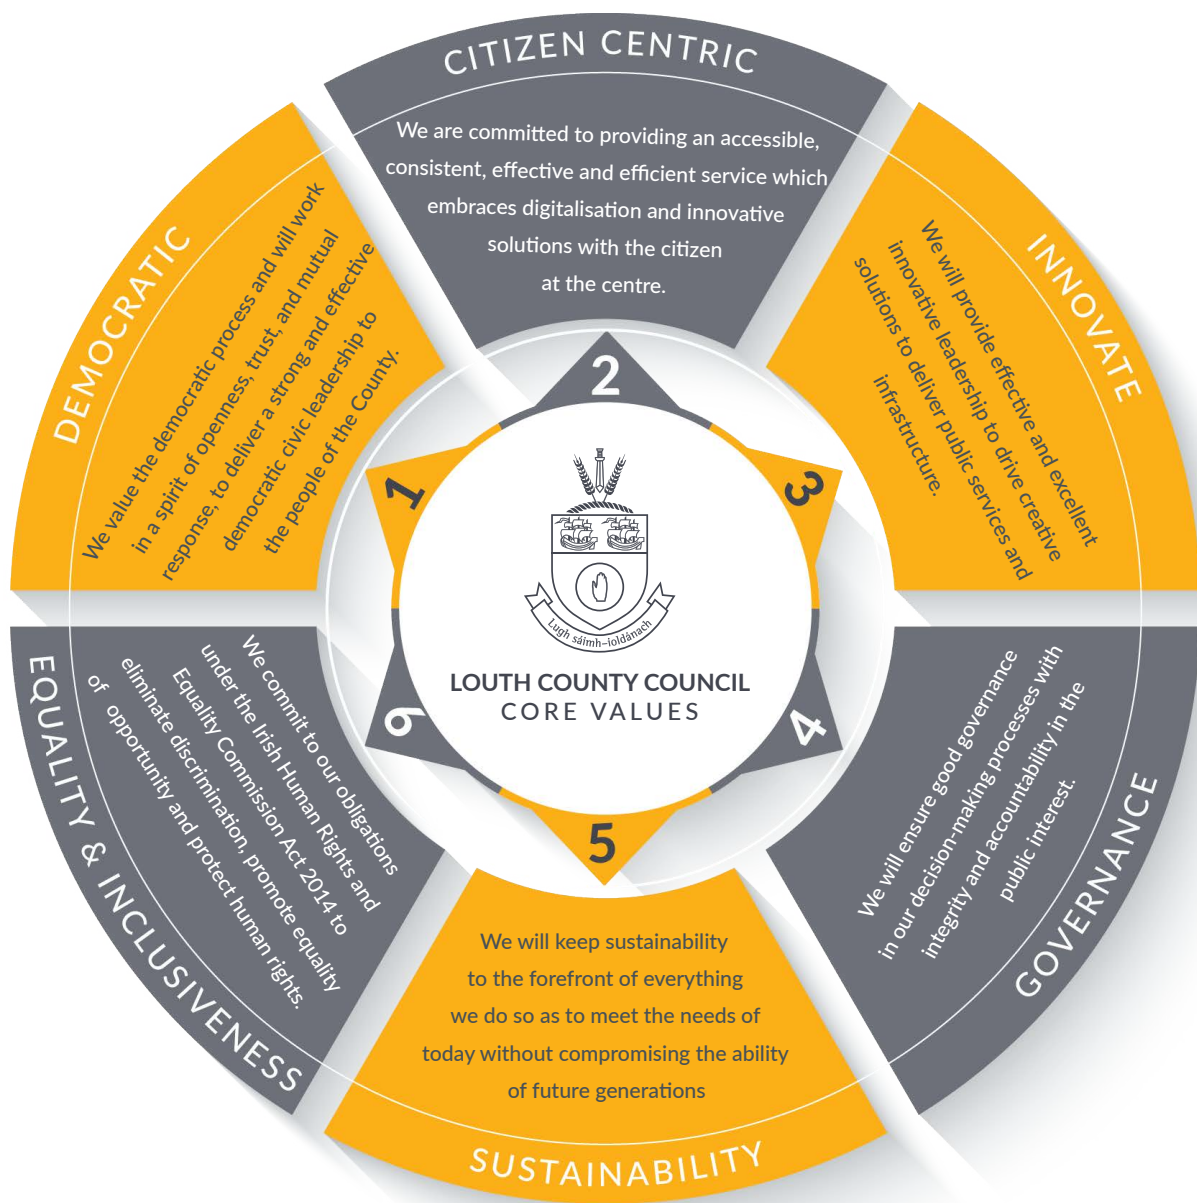 LOUTH COUNTY COUNCIL
CORE VALUES
Lugh sáimh–ioldánach
1
DEMOCRATIC
We value the democratic process and will work
in a spirit of openness, trust, and mutual
response, to deliver a strong and effective
democratic civic leadership to
the people of the County.
2
CITIZEN CENTRIC
We are committed to providing an accessible,
consistent, effective and efficient service which
embraces digitalisation and innovative
solutions with the citizen
at the centre.
3
INNOVATE
We will provide effective and excellent
innovative leadership to drive creative
solutions to deliver public services and
infrastructure.
4
GOVERNANCE
We will ensure good governance
in our decision-making processes with
integrity and accountability in the
public interest.
5
SUSTAINABILITY
We will keep sustainability
to the forefront of everything
we do so as to meet the needs of
today without compromising the ability
of future generations
6
EQUALITY & INCLUSIVENESS
We commit to our obligations
under the Irish Human Rights and
Equality Commission Act 2014 to
eliminate discrimination, promote equality
of opportunity and protect human rights.